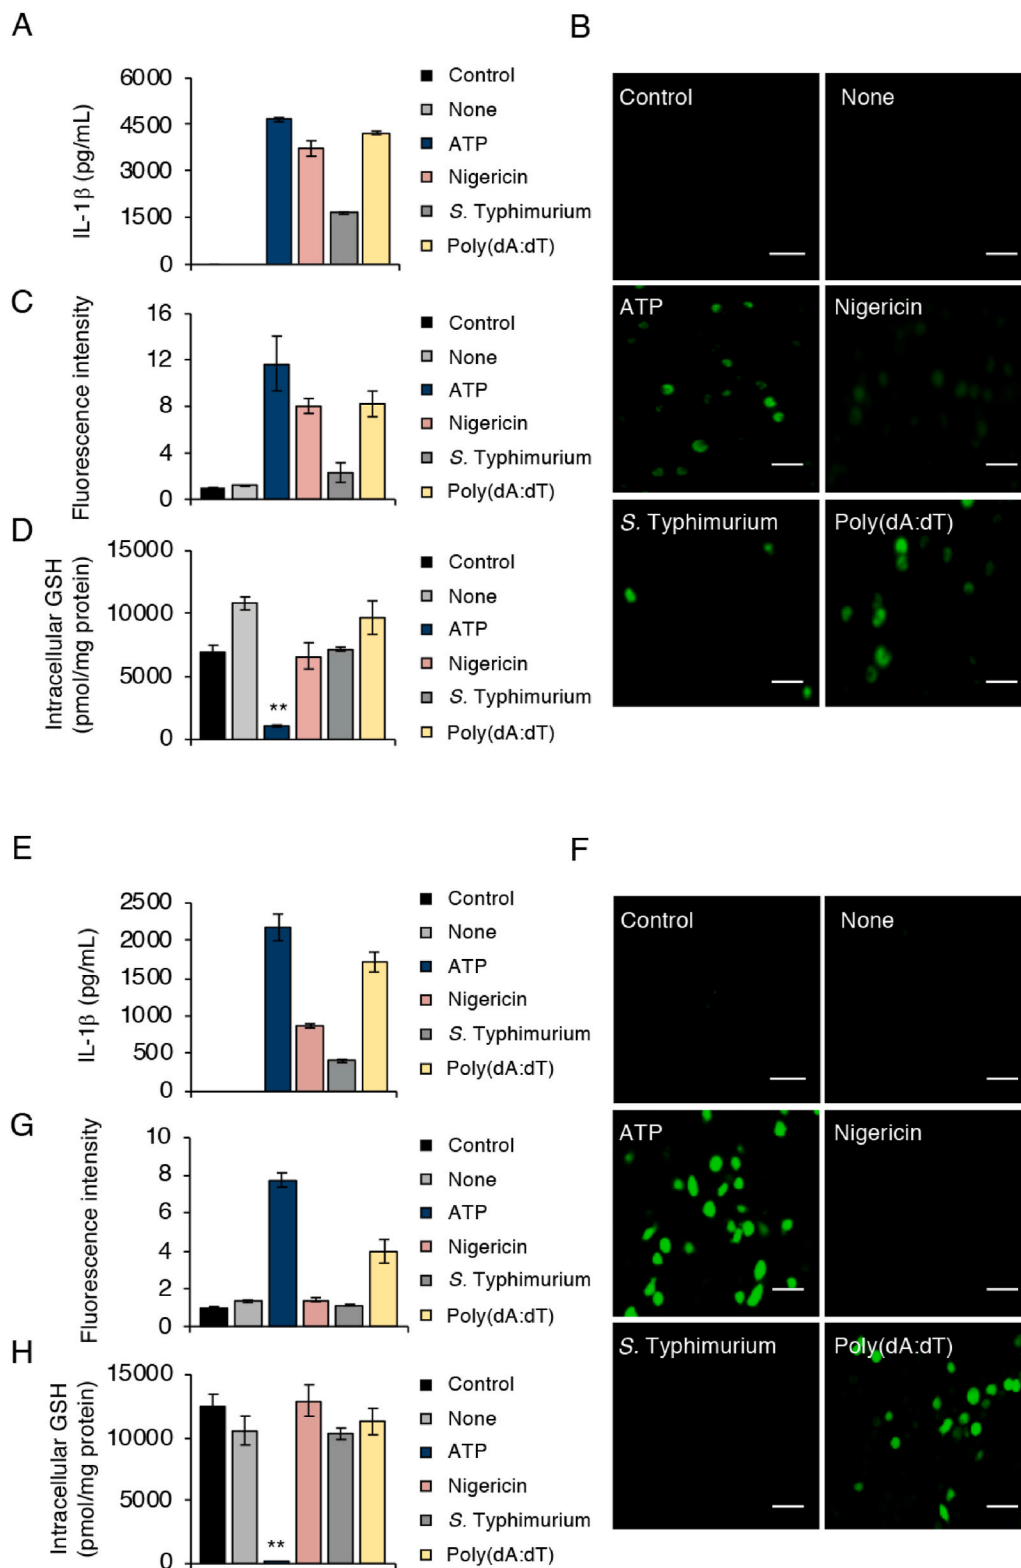 A
IL-1β (pg/mL)
6000
4500
3000
1500
0
Control
None
ATP
Nigericin
S. Typhimurium
Poly(dA:dT)
B
Control
None
ATP
Nigericin
S. Typhimurium
Poly(dA:dT)
C
Fluorescence intensity
16
12
8
4
0
Control
None
ATP
Nigericin
S. Typhimurium
Poly(dA:dT)
D
Intracellular GSH
(pmol/mg protein)
15000
10000
5000
0
**
Control
None
ATP
Nigericin
S. Typhimurium
Poly(dA:dT)
E
IL-1β (pg/mL)
2500
2000
1500
1000
500
0
Control
None
ATP
Nigericin
S. Typhimurium
Poly(dA:dT)
F
Control
None
ATP
Nigericin
S. Typhimurium
Poly(dA:dT)
G
Fluorescence intensity
10
8
6
4
2
0
Control
None
ATP
Nigericin
S. Typhimurium
Poly(dA:dT)
H
Intracellular GSH
(pmol/mg protein)
15000
10000
5000
0
**
Control
None
ATP
Nigericin
S. Typhimurium
Poly(dA:dT)